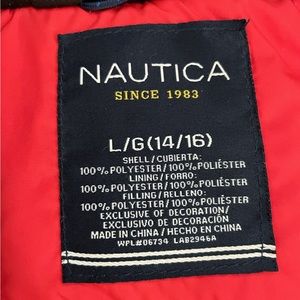 NAUTICA
SINCE 1983
L/G(14/16)
SHELL/CUBIERTA:
100% POLYESTER/100% POLIÉSTER
LINING/FORRO:
100% POLYESTER/100% POLIÉSTER
FILLING/RELLENO:
100% POLYESTER/100% POLIÉSTER
EXCLUSIVE OF DECORATION/
EXCLUSIVO DE DECORACIÓN
MADE IN CHINA / HECHO EN CHINA
WPL#06734 LAB2946A